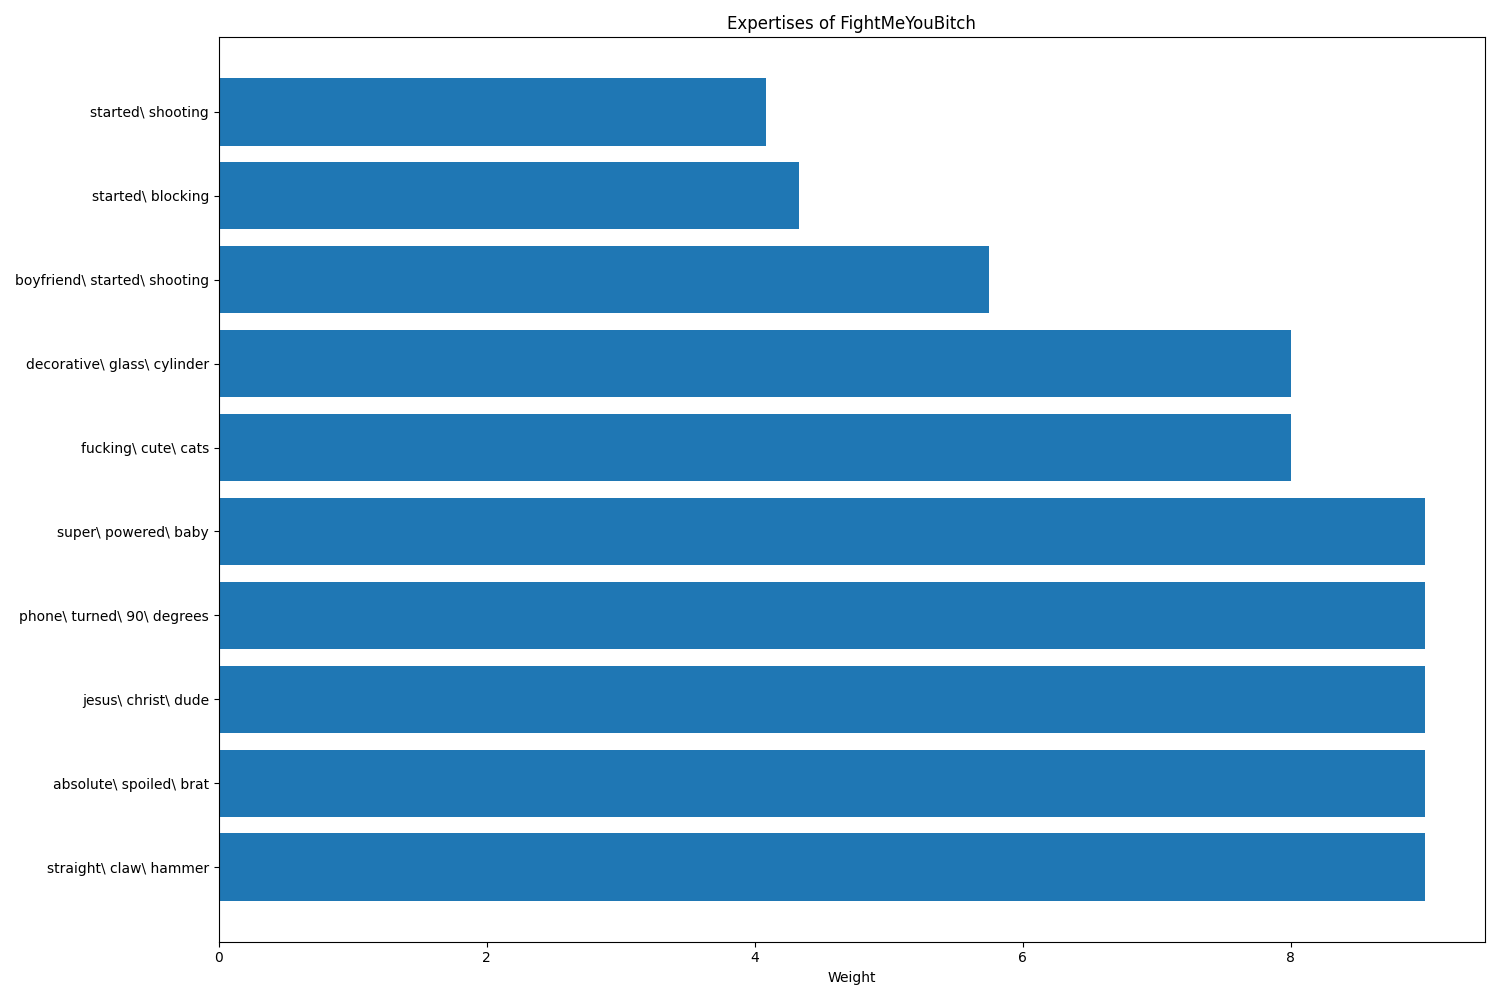 Expertises of FightMeYouBitch
started\ shooting
started\ blocking
boyfriend\ started\ shooting
decorative\ glass\ cylinder
fucking\ cute\ cats
super\ powered\ baby
phone\ turned\ 90\ degrees
jesus\ christ\ dude
absolute\ spoiled\ brat
straight\ claw\ hammer
0 2 4 6 8
Weight